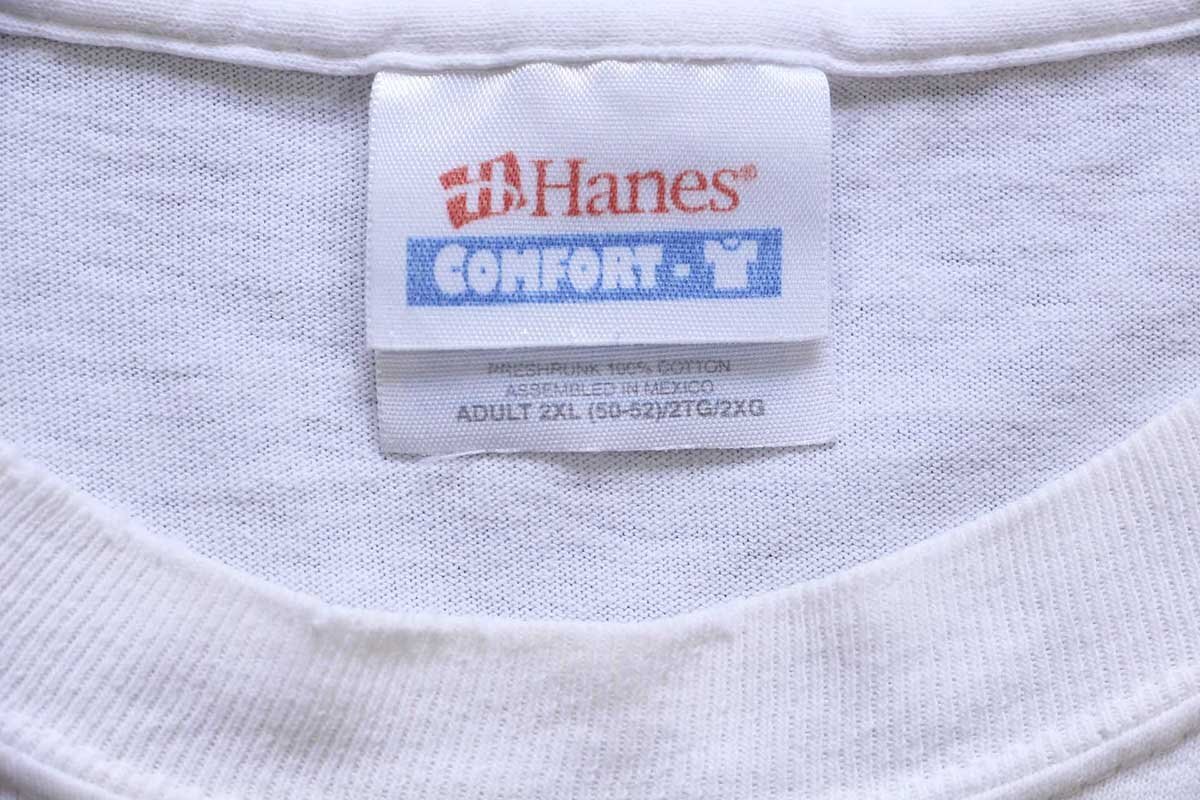 Hanes®
COMFORT -
PRESHRUNK 100% COTTON
ASSEMBLED IN MEXICO
ADULT 2XL (50-52)/2TG/2XG